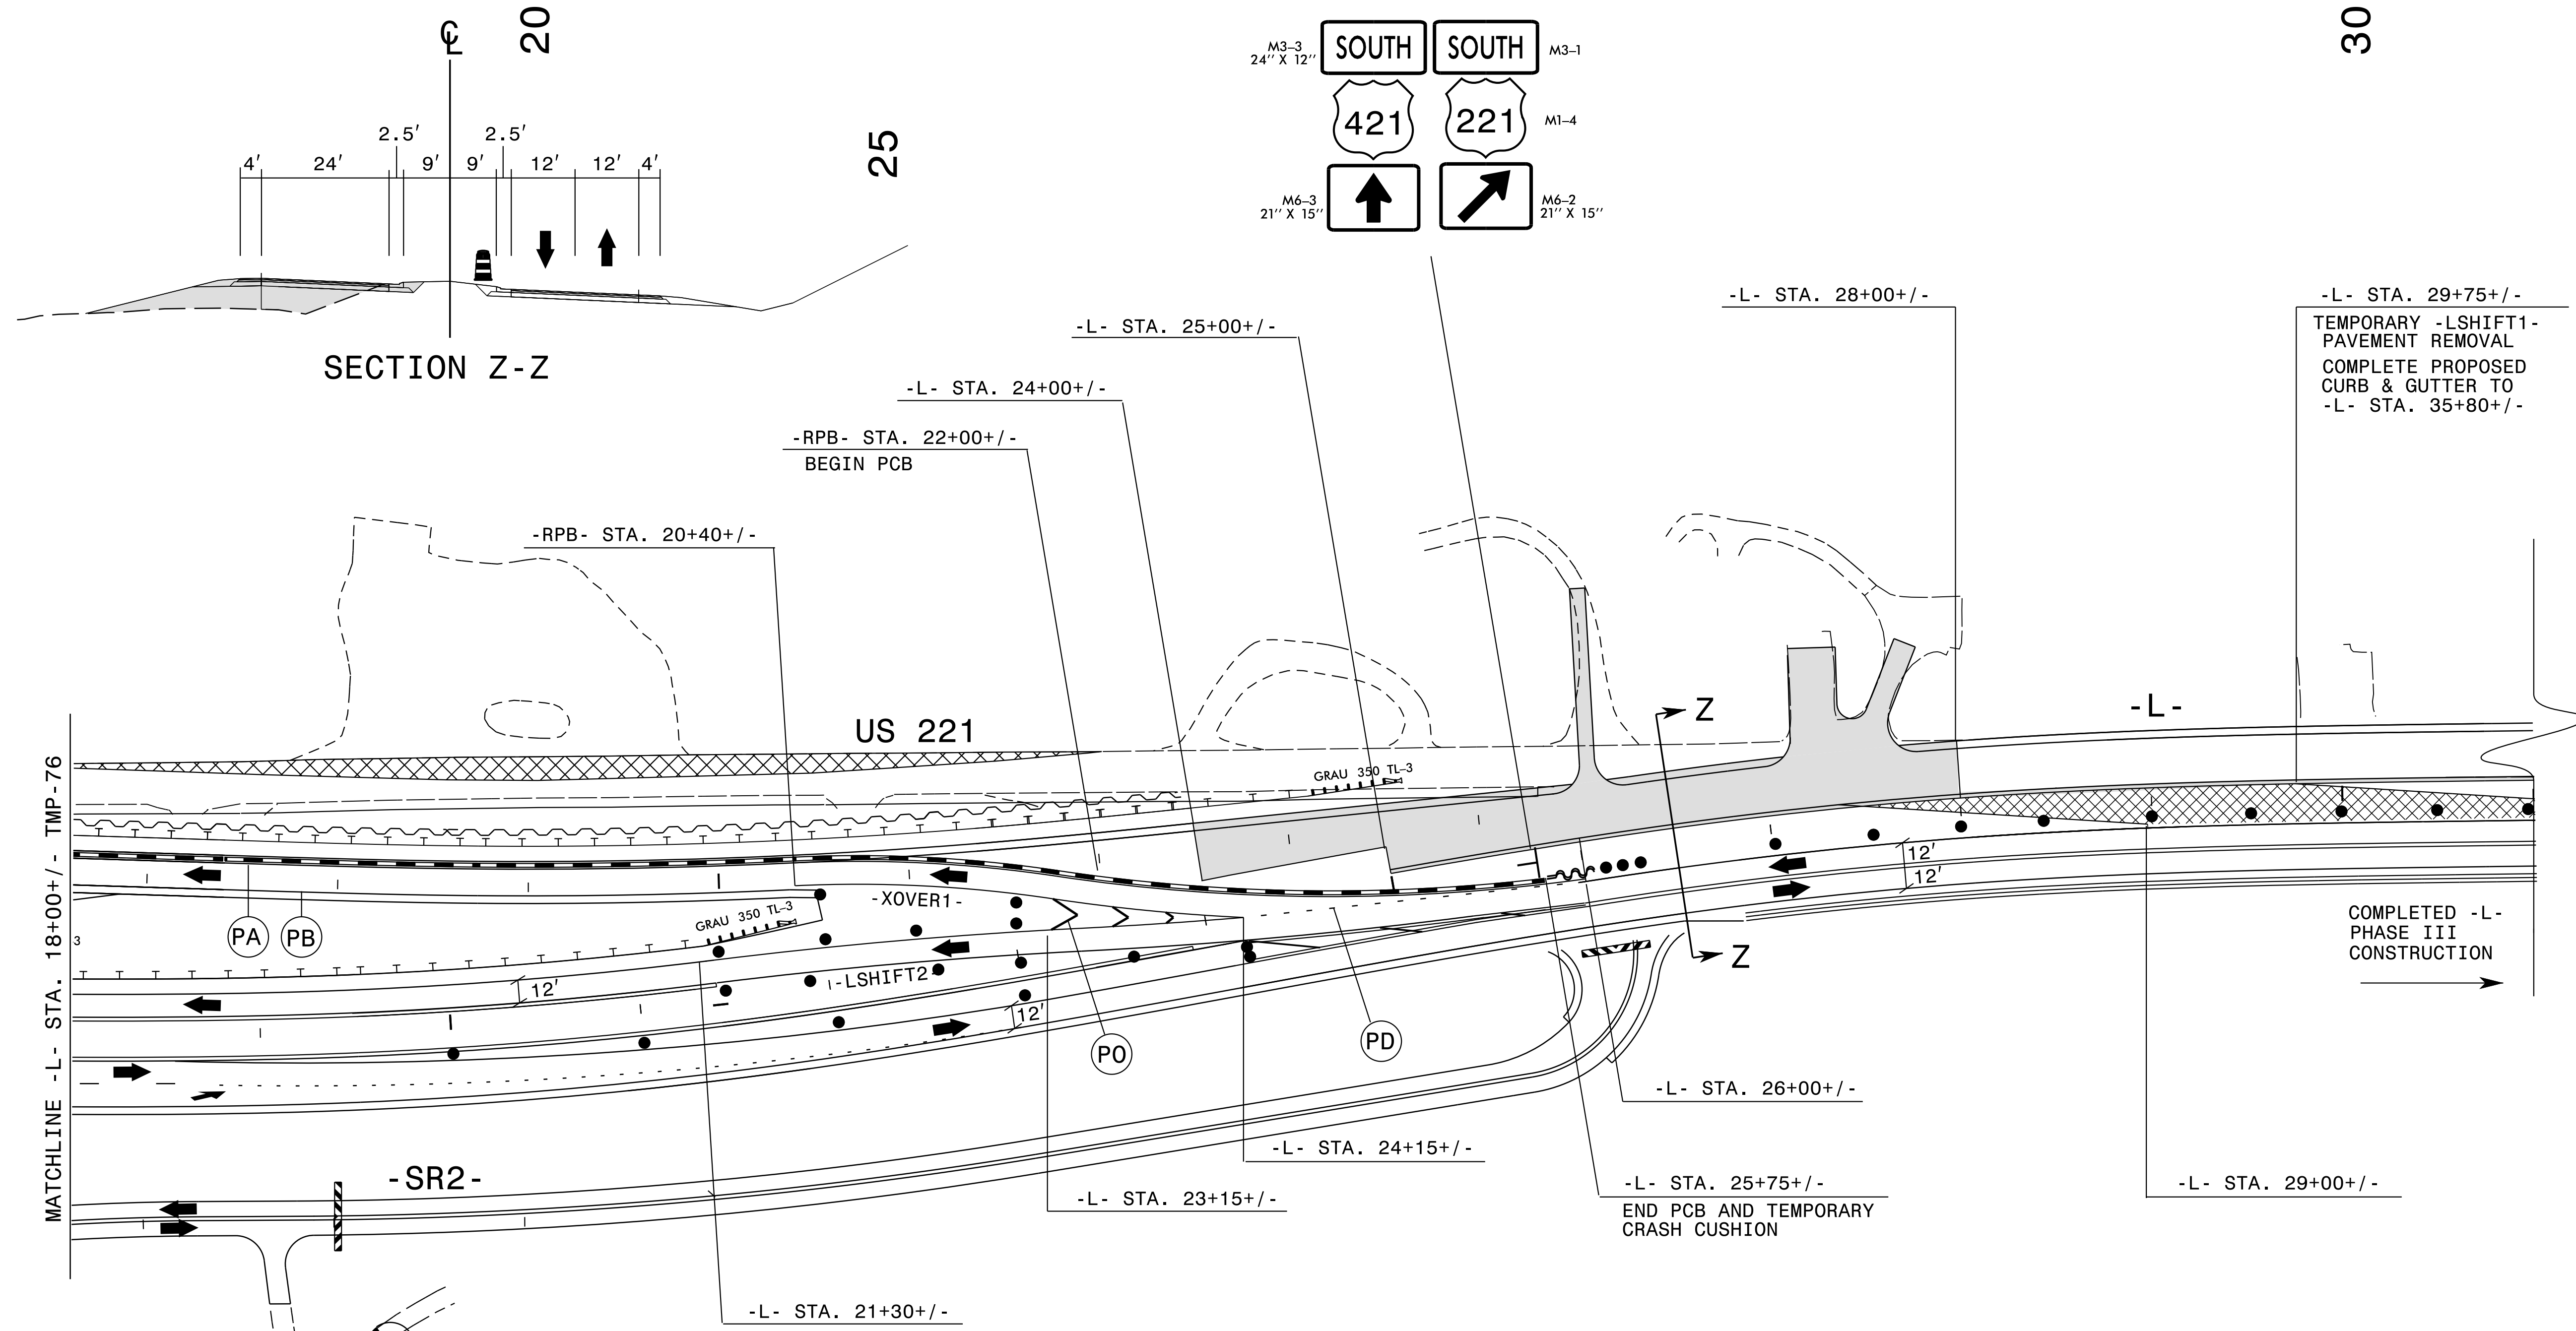 20
30
25
M3-3
24'' X 12''
SOUTH
SOUTH
M3-1
421
221
M1-4
M6-3
21'' X 15''
M6-2
21'' X 15''
2.5'
2.5'
4'
24'
9'
9'
12'
12'
4'
SECTION Z-Z
-L- STA. 28+00+/-
-L- STA. 29+75+/-
TEMPORARY -LSHIFT1-
PAVEMENT REMOVAL
COMPLETE PROPOSED
CURB & GUTTER TO
-L- STA. 35+80+/-
-L- STA. 25+00+/-
-L- STA. 24+00+/-
-RPB- STA. 22+00+/-
BEGIN PCB
-RPB- STA. 20+40+/-
US 221
Z
-L-
GRAU 350 TL-3
MATCHLINE -L- STA. 18+00+/- TMP-76
12'
12'
-XOVER1-
GRAU 350 TL-3
PA
PB
3
COMPLETED -L-
PHASE III
CONSTRUCTION
Z
-LSHIFT2-
12'
12'
PO
PD
-L- STA. 26+00+/-
-L- STA. 24+15+/-
-SR2-
-L- STA. 23+15+/-
-L- STA. 25+75+/-
END PCB AND TEMPORARY
CRASH CUSHION
-L- STA. 29+00+/-
-L- STA. 21+30+/-